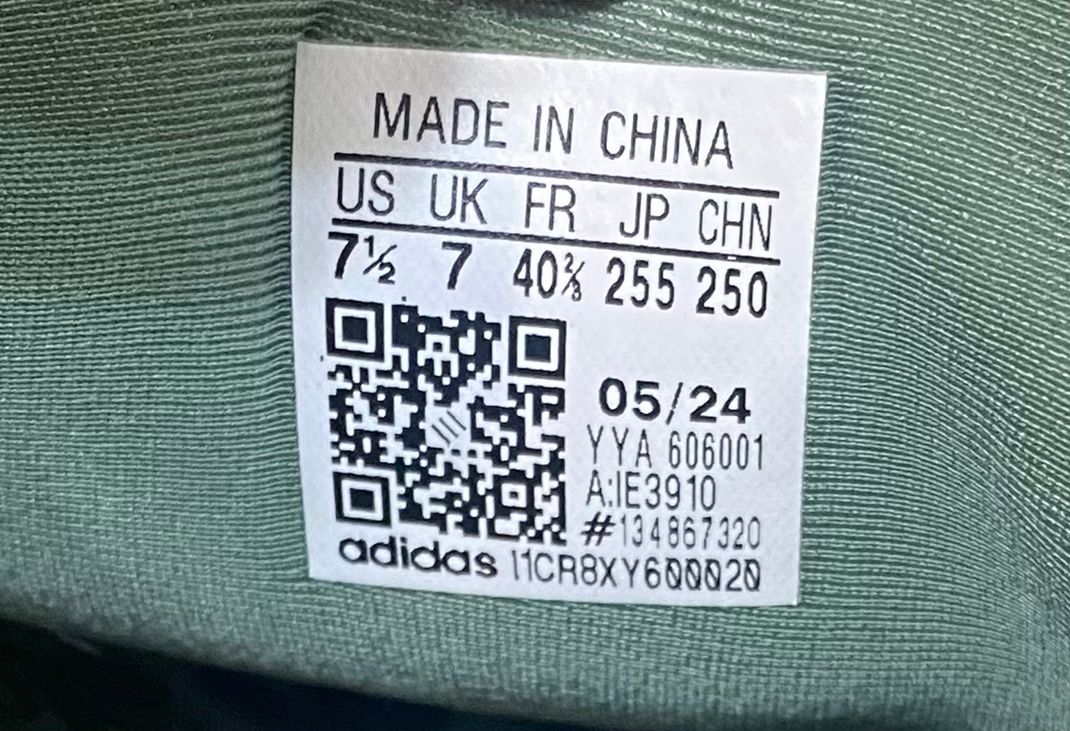 MADE IN CHINA
US UK FR JP CHN
7½ 7 40⅔ 255 250
05/24
YYA 606001
A:IE3910
#134867320
adidas 11CR8XY600020